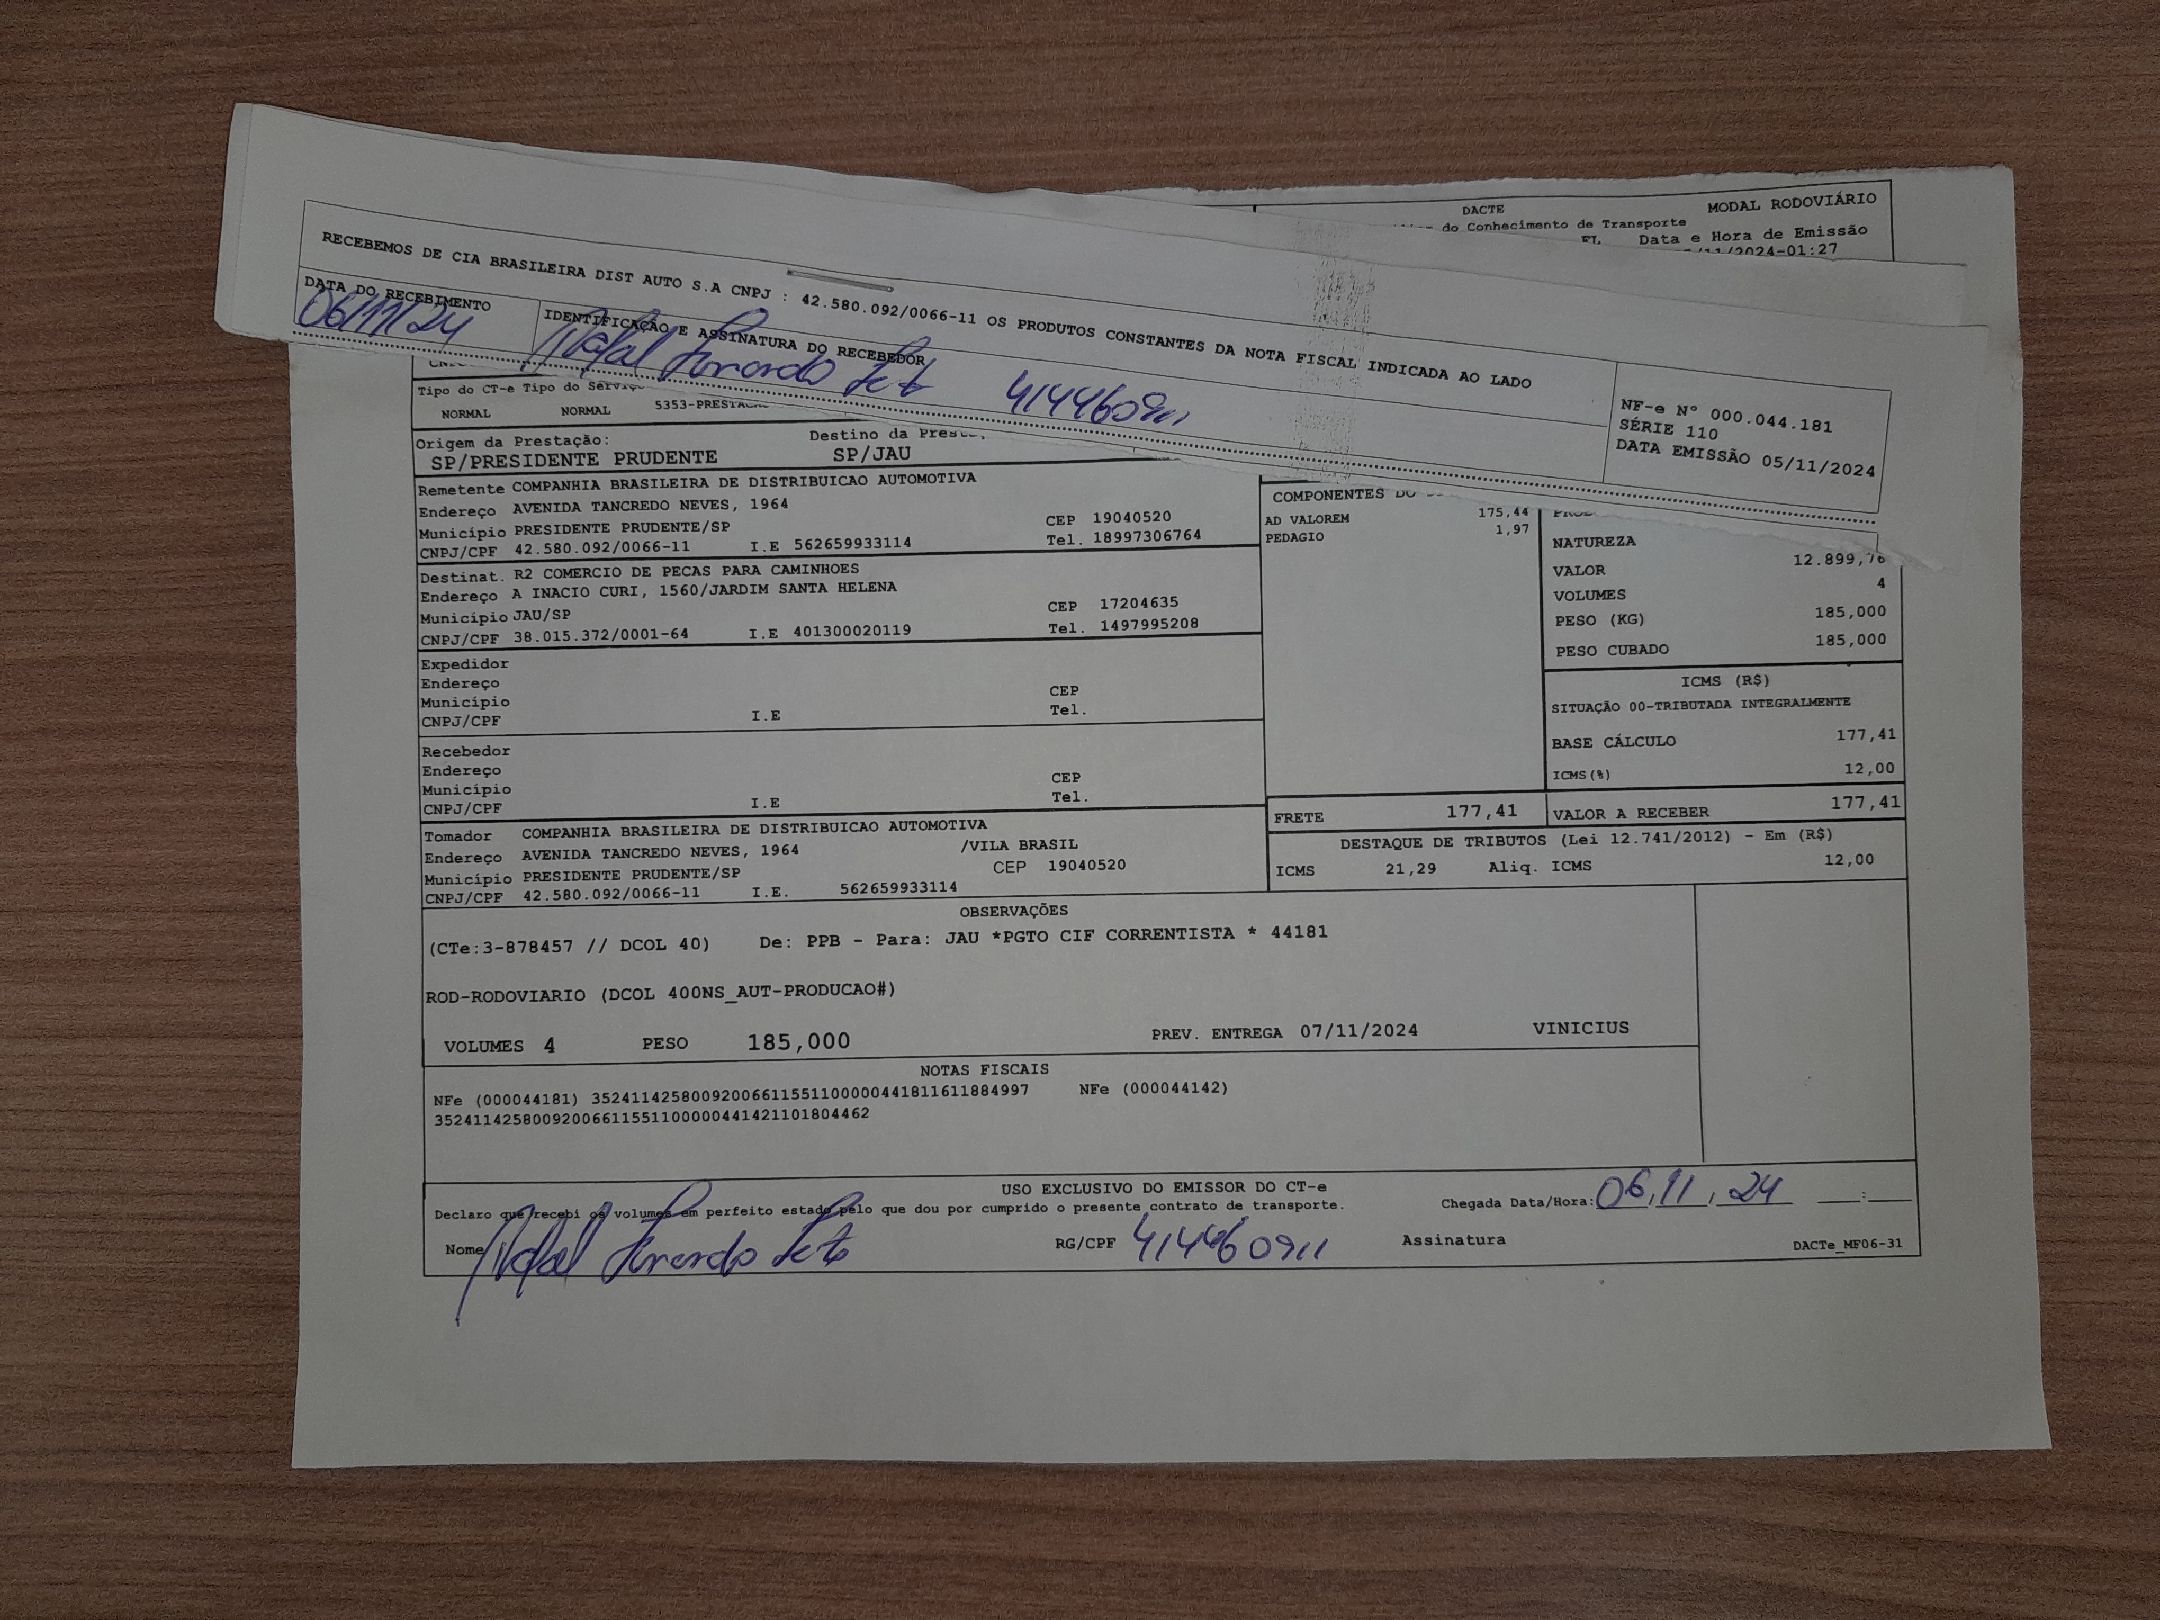 DACTE
MODAL RODOVIÁRIO
do Conhecimento de Transporte
Data e Hora de Emissão
/11/2024-01:27
RECEBEMOS DE CIA BRASILEIRA DIST AUTO S.A CNPJ : 42.580.092/0066-11 OS PRODUTOS CONSTANTES DA NOTA FISCAL INDICADA AO LADO
DATA DO RECEBIMENTO
06/11/24
IDENTIFICAÇÃO E ASSINATURA DO RECEBEDOR
414460911
NF-e Nº 000.044.181
SÉRIE 110
DATA EMISSÃO 05/11/2024
Tipo do CT-e Tipo do Serviço
NORMAL NORMAL 5353-PRESTAC
Origem da Prestação: Destino da Prest
SP/PRESIDENTE PRUDENTE SP/JAU
Remetente COMPANHIA BRASILEIRA DE DISTRIBUICAO AUTOMOTIVA
Endereço AVENIDA TANCREDO NEVES, 1964
Município PRESIDENTE PRUDENTE/SP CEP 19040520
CNPJ/CPF 42.580.092/0066-11 I.E 562659933114 Tel. 18997306764
Destinat. R2 COMERCIO DE PECAS PARA CAMINHOES
Endereço A INACIO CURI, 1560/JARDIM SANTA HELENA
Município JAU/SP CEP 17204635
CNPJ/CPF 38.015.372/0001-64 I.E 401300020119 Tel. 1497995208
Expedidor
Endereço
Município CEP
CNPJ/CPF I.E Tel.
Recebedor
Endereço
Município CEP
CNPJ/CPF I.E Tel.
Tomador COMPANHIA BRASILEIRA DE DISTRIBUICAO AUTOMOTIVA
Endereço AVENIDA TANCREDO NEVES, 1964 /VILA BRASIL
Município PRESIDENTE PRUDENTE/SP CEP 19040520
CNPJ/CPF 42.580.092/0066-11 I.E. 562659933114
COMPONENTES DO
AD VALOREM 175,44
PEDAGIO 1,97
NATUREZA
VALOR 12.899,76
VOLUMES 4
PESO (KG) 185,000
PESO CUBADO 185,000
ICMS (R$)
SITUAÇÃO 00-TRIBUTADA INTEGRALMENTE
BASE CÁLCULO 177,41
ICMS(%) 12,00
FRETE 177,41 VALOR A RECEBER 177,41
DESTAQUE DE TRIBUTOS (Lei 12.741/2012) - Em (R$)
ICMS 21,29 Aliq. ICMS 12,00
OBSERVAÇÕES
(CTe:3-878457 // DCOL 40) De: PPB - Para: JAU *PGTO CIF CORRENTISTA * 44181
ROD-RODOVIARIO (DCOL 400NS_AUT-PRODUCAO#)
VOLUMES 4 PESO 185,000 PREV. ENTREGA 07/11/2024 VINICIUS
NOTAS FISCAIS
NFe (000044181) 35241142580092006611551100000441811611884997 NFe (000044142)
35241142580092006611551100000441421101804462
USO EXCLUSIVO DO EMISSOR DO CT-e
Declaro que recebi os volumes em perfeito estado pelo que dou por cumprido o presente contrato de transporte. Chegada Data/Hora: 06,11,24 __:__
Nome RG/CPF 414460911 Assinatura DACTe_MF06-31